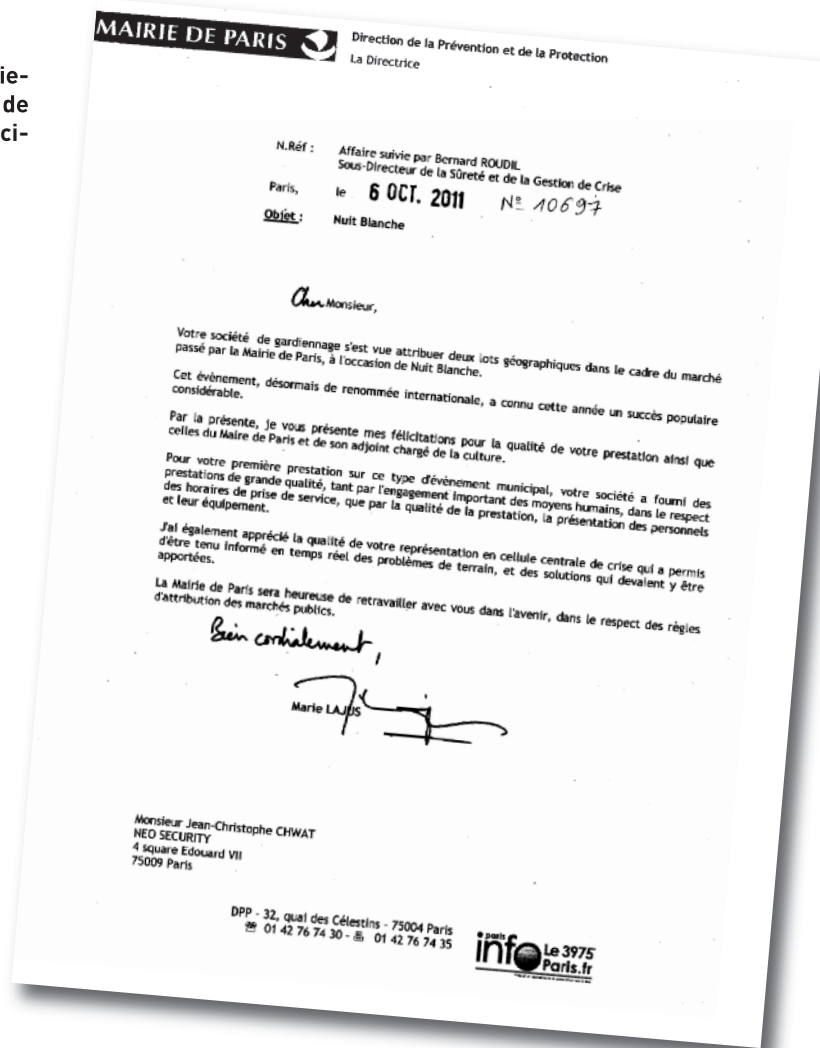 ie-
de
ci-
MAIRIE DE PARIS
Direction de la Prévention et de la Protection
La Directrice
N.Réf : Affaire suivie par Bernard ROUDIL
Sous-Directeur de la Sûreté et de la Gestion de Crise
Paris, le 6 OCT. 2011 Nº 10697
Objet : Nuit Blanche
Cher Monsieur,
Votre société de gardiennage s'est vue attribuer deux lots géographiques dans le cadre du marché
passé par la Mairie de Paris, à l'occasion de Nuit Blanche.
Cet évènement, désormais de renommée internationale, a connu cette année un succès populaire
considérable.
Par la présente, je vous présente mes félicitations pour la qualité de votre prestation ainsi que
celles du Maire de Paris et de son adjoint chargé de la culture.
Pour votre première prestation sur ce type d'évènement municipal, votre société a fourni des
prestations de grande qualité, tant par l'engagement important des moyens humains, dans le respect
des horaires de prise de service, que par la qualité de la prestation, la présentation des personnels
et leur équipement.
J'ai également apprécié la qualité de votre représentation en cellule centrale de crise qui a permis
d'être tenu informé en temps réel des problèmes de terrain, et des solutions qui devaient y être
apportées.
La Mairie de Paris sera heureuse de retravailler avec vous dans l'avenir, dans le respect des règles
d'attribution des marchés publics.
Bien cordialement,
Marie LAJUS
Monsieur Jean-Christophe CHWAT
NEO SECURITY
4 square Edouard VII
75009 Paris
DPP - 32, quai des Célestins - 75004 Paris
01 42 76 74 30 - 01 42 76 74 35
paris
info Le 3975
Paris.fr